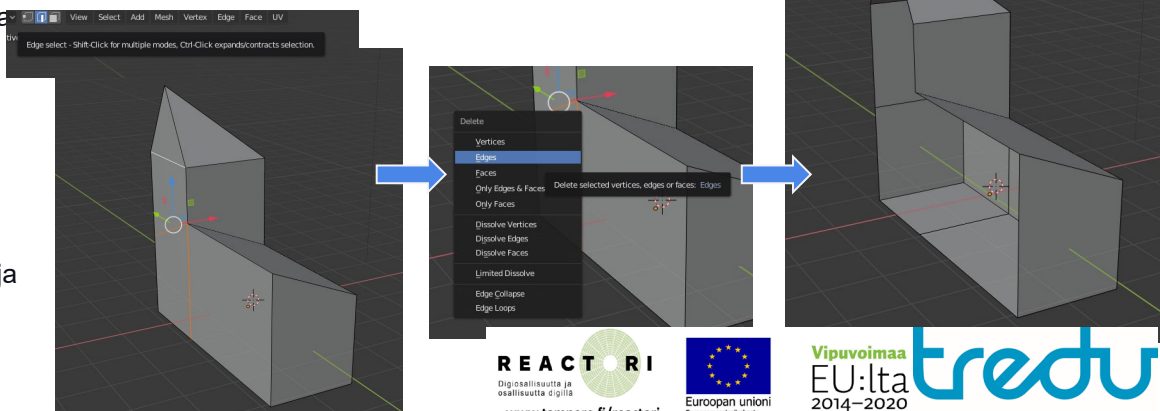 View Select Add Mesh Vertex Edge Face UV
Edge select - Shift-Click for multiple modes, Ctrl-Click expands/contracts selection.
ja
Delete
Vertices
Edges
Faces
Only Edges & Faces
Only Faces
Dissolve Vertices
Dissolve Edges
Dissolve Faces
Limited Dissolve
Edge Collapse
Edge Loops
Delete selected vertices, edges or faces: Edges
REACTORI
Digiosallisuutta ja
osallisuutta digillä
Euroopan unioni
Vipuvoimaa
EU:lta
2014–2020
tredu